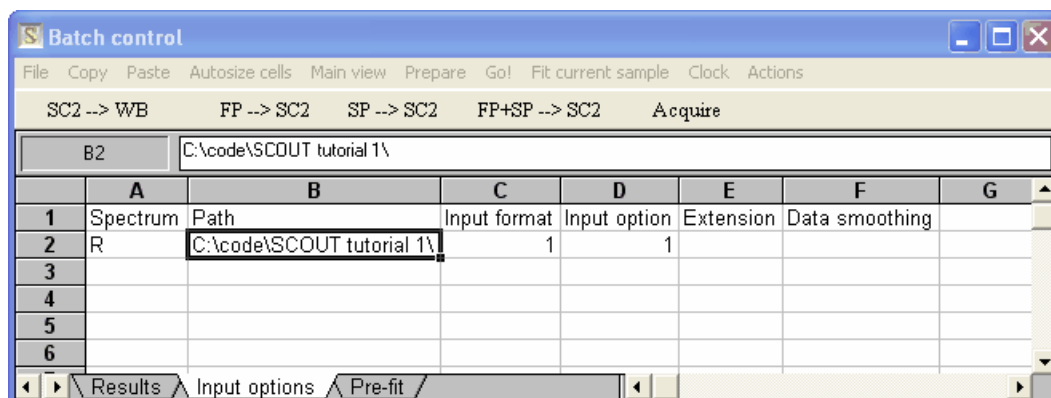 S Batch control
File Copy Paste Autosize cells Main view Prepare Go! Fit current sample Clock Actions
SC2 --> WB FP --> SC2 SP --> SC2 FP+SP --> SC2 Acquire
B2 C:\code\SCOUT tutorial 1\
A B C D E F G
1 Spectrum Path Input format Input option Extension Data smoothing
2 R C:\code\SCOUT tutorial 1\ 1 1
3
4
5
6
Results Input options Pre-fit